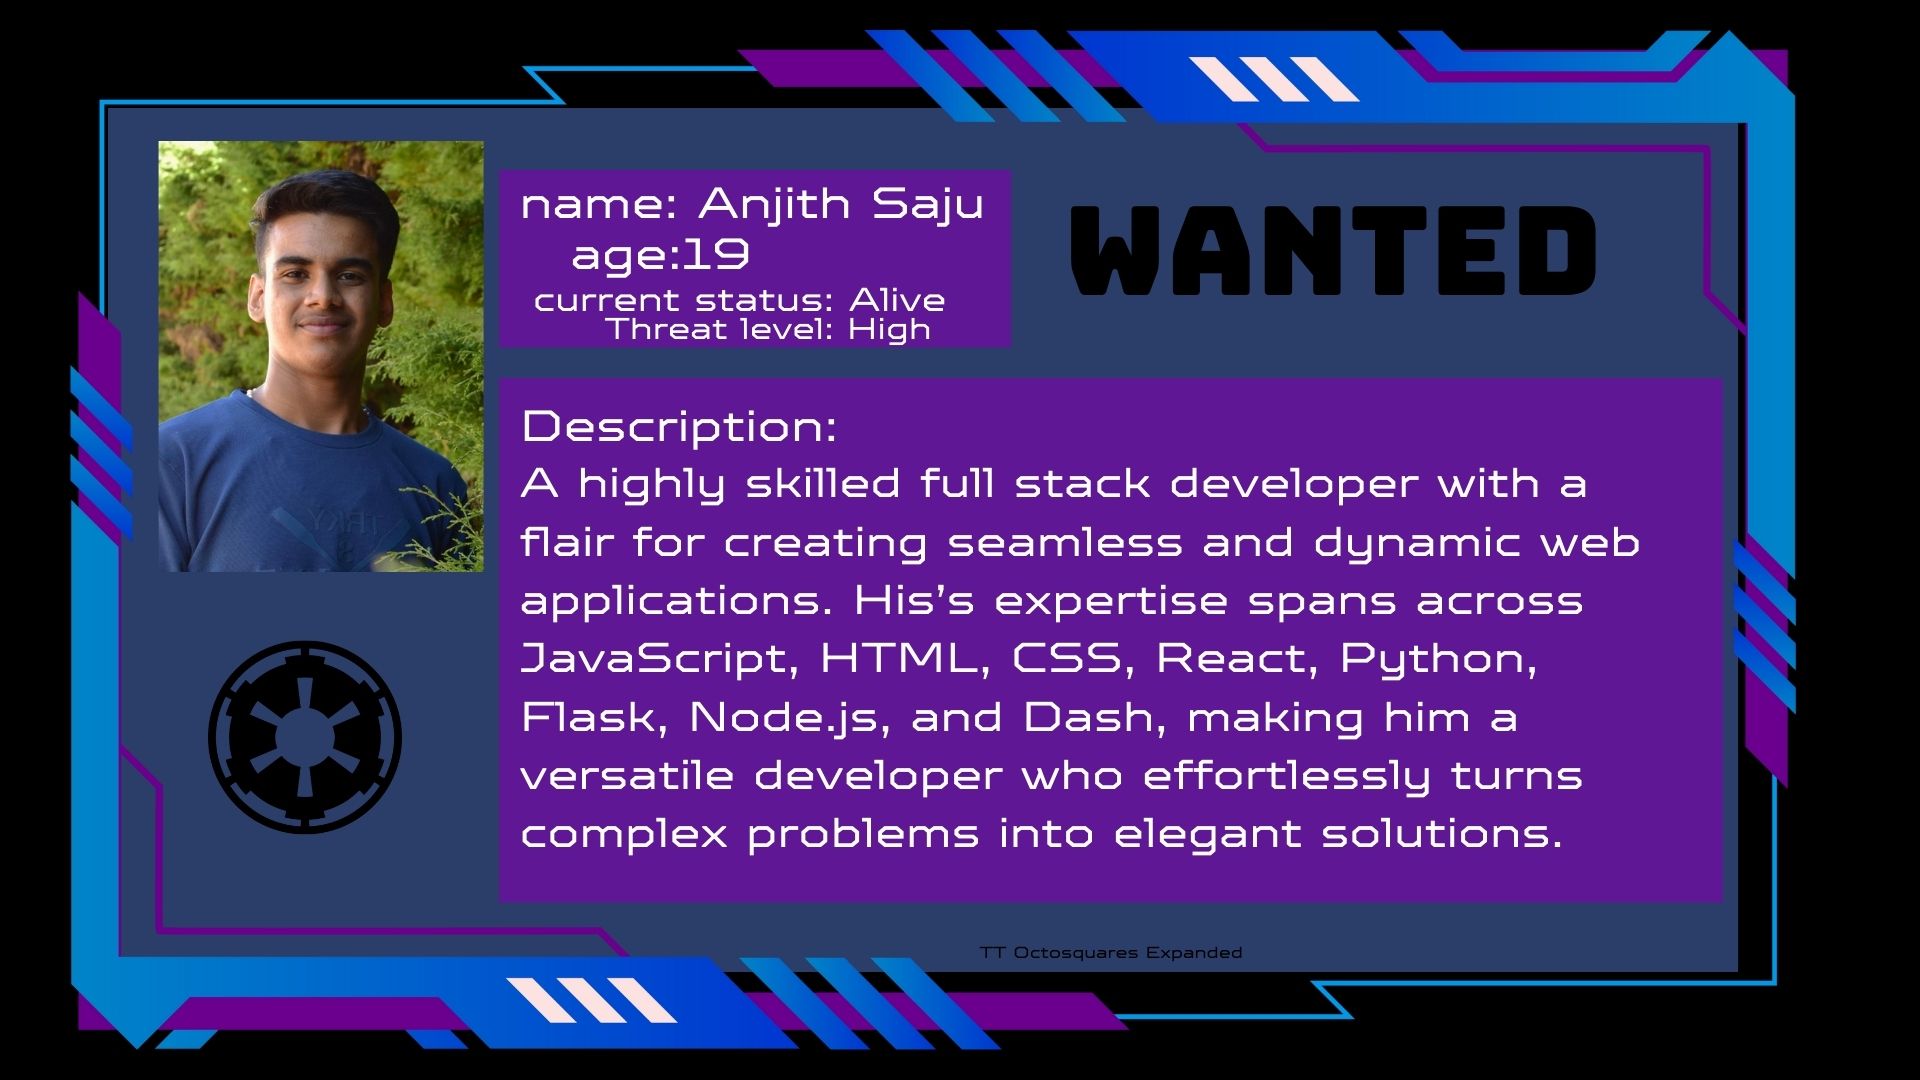 name: Anjith Saju
age:19
current status: Alive
Threat level: High
WANTED
Description:
A highly skilled full stack developer with a
flair for creating seamless and dynamic web
applications. His's expertise spans across
JavaScript, HTML, CSS, React, Python,
Flask, Node.js, and Dash, making him a
versatile developer who effortlessly turns
complex problems into elegant solutions.
TT Octosquares Expanded